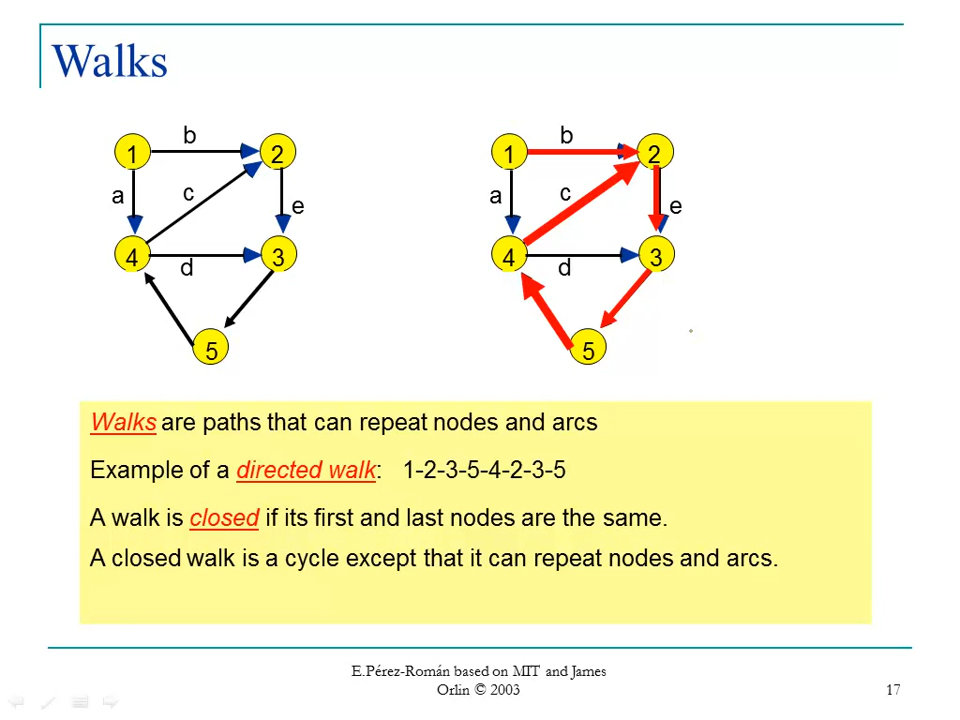 Walks
b
1
2
a
c
e
4
3
d
5
b
1
2
a
c
e
4
3
d
5
Walks are paths that can repeat nodes and arcs
Example of a directed walk: 1-2-3-5-4-2-3-5
A walk is closed if its first and last nodes are the same.
A closed walk is a cycle except that it can repeat nodes and arcs.
E.Pérez-Román based on MIT and James
Orlin © 2003
17